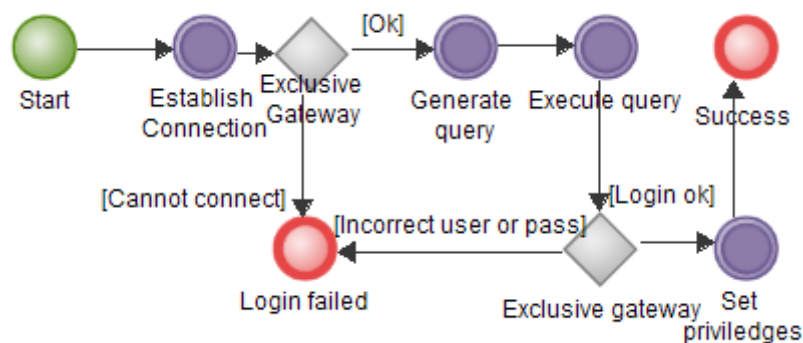 [Ok]
Start
Establish
Connection
Exclusive
Gateway
Generate
query
Execute query
Success
[Cannot connect]
[Login ok]
[Incorrect user or pass]
Login failed
Exclusive gateway
Set
priviledges